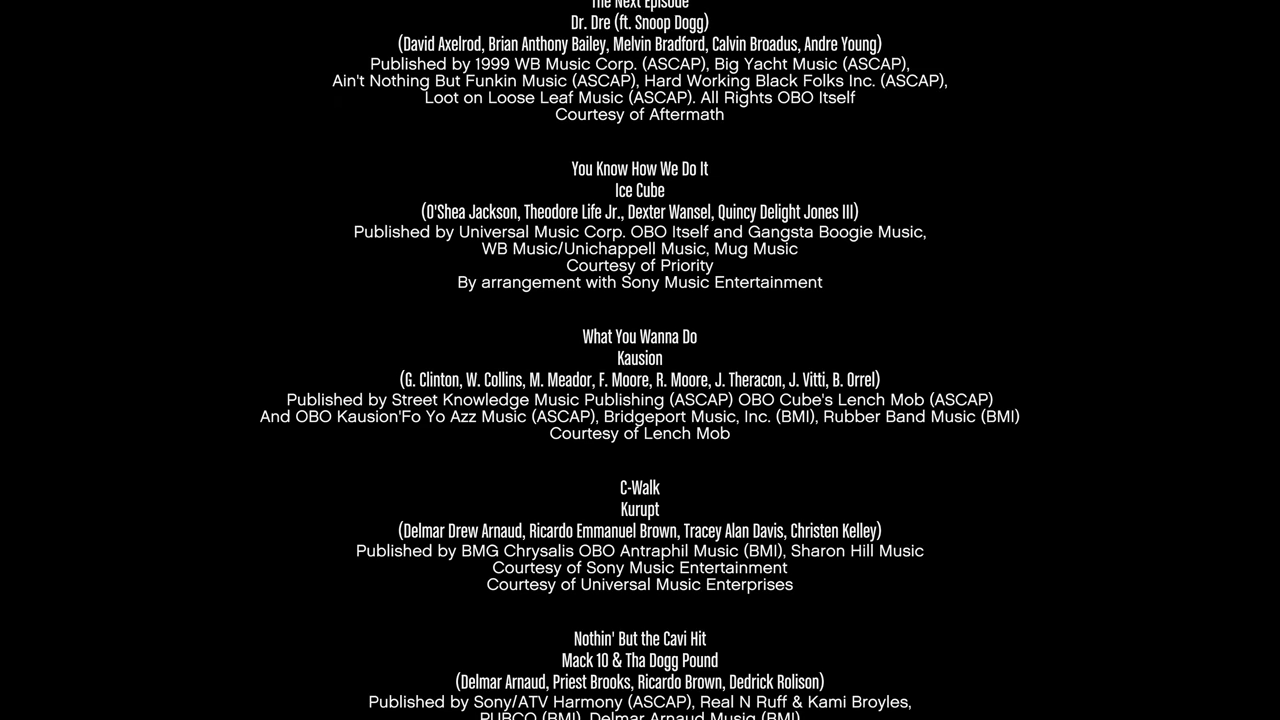 The Next Episode
Dr. Dre (ft. Snoop Dogg)
(David Axelrod, Brian Anthony Bailey, Melvin Bradford, Calvin Broadus, Andre Young)
Published by 1999 WB Music Corp. (ASCAP), Big Yacht Music (ASCAP),
Ain't Nothing But Funkin Music (ASCAP), Hard Working Black Folks Inc. (ASCAP),
Loot on Loose Leaf Music (ASCAP). All Rights OBO Itself
Courtesy of Aftermath
You Know How We Do It
Ice Cube
(O'Shea Jackson, Theodore Life Jr., Dexter Wansel, Quincy Delight Jones III)
Published by Universal Music Corp. OBO Itself and Gangsta Boogie Music,
WB Music/Unichappell Music, Mug Music
Courtesy of Priority
By arrangement with Sony Music Entertainment
What You Wanna Do
Kausion
(G. Clinton, W. Collins, M. Meador, F. Moore, R. Moore, J. Theracon, J. Vitti, B. Orrel)
Published by Street Knowledge Music Publishing (ASCAP) OBO Cube's Lench Mob (ASCAP)
And OBO Kausion'Fo Yo Azz Music (ASCAP), Bridgeport Music, Inc. (BMI), Rubber Band Music (BMI)
Courtesy of Lench Mob
C-Walk
Kurupt
(Delmar Drew Arnaud, Ricardo Emmanuel Brown, Tracey Alan Davis, Christen Kelley)
Published by BMG Chrysalis OBO Antraphil Music (BMI), Sharon Hill Music
Courtesy of Sony Music Entertainment
Courtesy of Universal Music Enterprises
Nothin' But the Cavi Hit
Mack 10 & Tha Dogg Pound
(Delmar Arnaud, Priest Brooks, Ricardo Brown, Dedrick Rolison)
Published by Sony/ATV Harmony (ASCAP), Real N Ruff & Kami Broyles,
PUBCO (BMI), Delmar Arnaud Musiq (BMI)